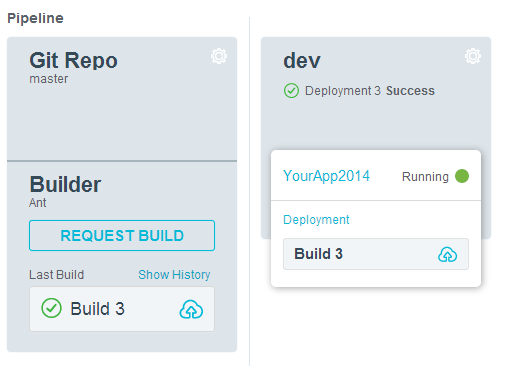 Pipeline
Git Repo
master
Builder
Ant
REQUEST BUILD
Last Build Show History
Build 3
dev
Deployment 3 Success
YourApp2014 Running
Deployment
Build 3